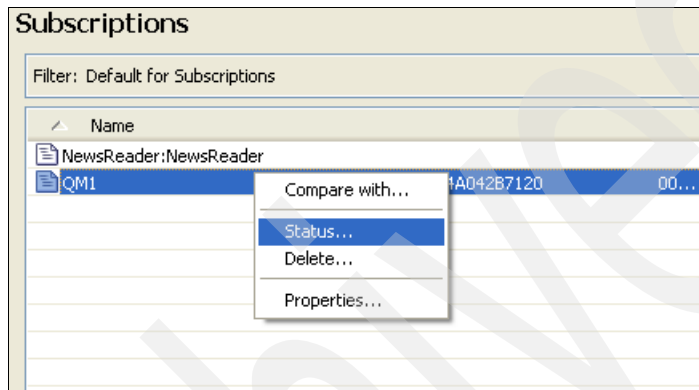 Subscriptions
Filter: Default for Subscriptions
Name
NewsReader:NewsReader
QM1 4A042B7120 00...
Compare with...
Status...
Delete...
Properties...